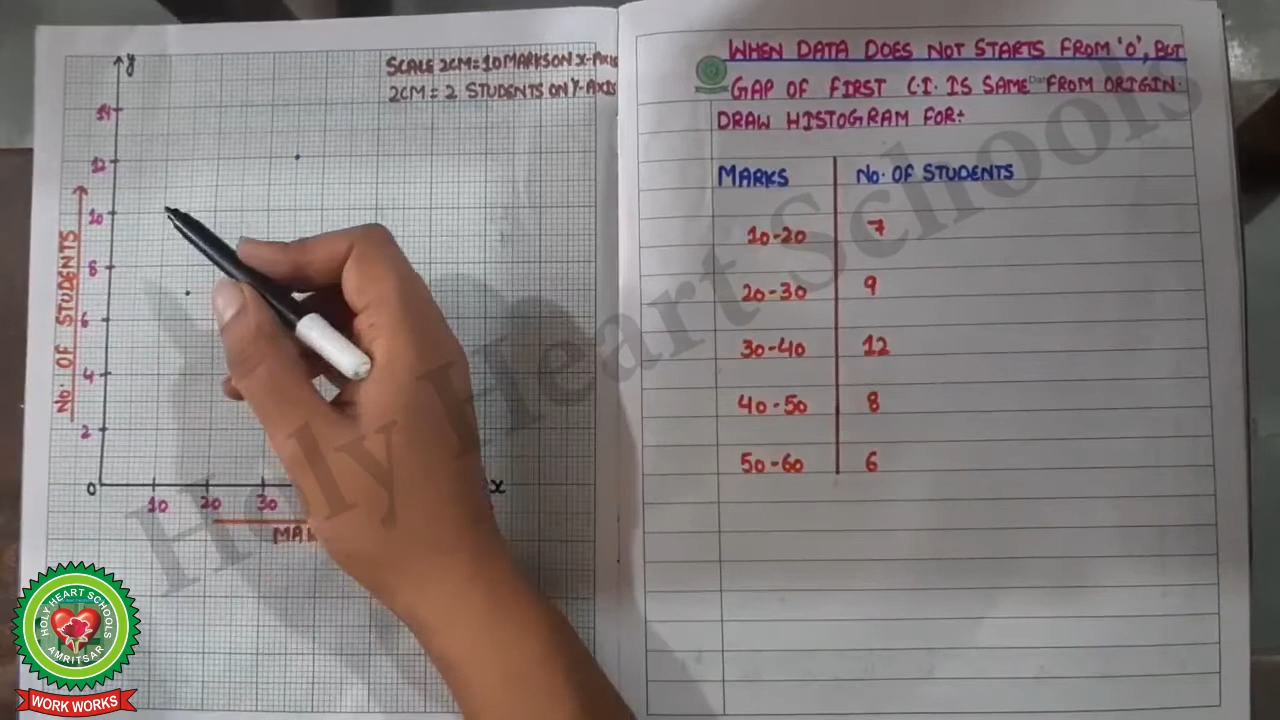 y
SCALE 2CM = 10 MARKS ON X-AXIS
2CM = 2 STUDENTS ON Y-AXIS
14
12
10
8
6
4
2
0
10 20 30
x
No. OF STUDENTS
WHEN DATA DOES NOT STARTS FROM '0', BUT
GAP OF FIRST C.I. IS SAME FROM ORIGIN.
DRAW HISTOGRAM FOR:-
MARKS No. OF STUDENTS
10-20 7
20-30 9
30-40 12
40-50 8
50-60 6
Holy Heart Schools
HOLY HEART SCHOOLS
AMRITSAR
WORK WORKS